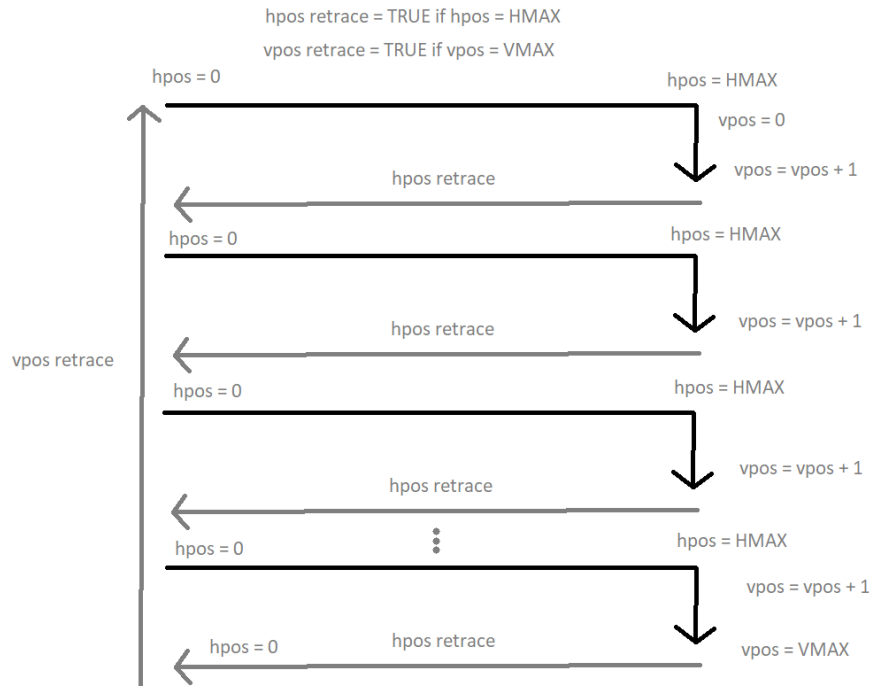 hpos retrace = TRUE if hpos = HMAX
vpos retrace = TRUE if vpos = VMAX
hpos = 0
hpos = HMAX
vpos = 0
vpos = vpos + 1
hpos retrace
hpos = 0
hpos = HMAX
vpos = vpos + 1
hpos retrace
vpos retrace
hpos = 0
hpos = HMAX
vpos = vpos + 1
hpos retrace
hpos = 0
hpos = HMAX
vpos = vpos + 1
hpos = 0
hpos retrace
vpos = VMAX